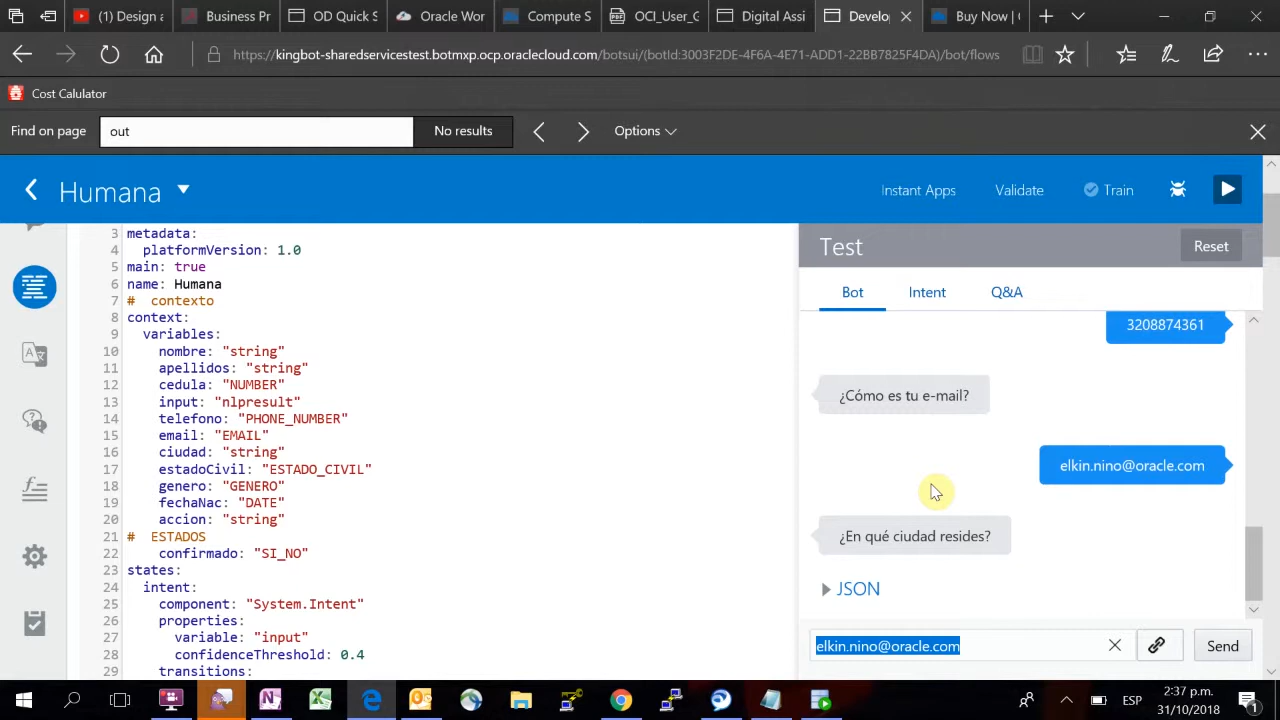 (1) Design a
Business Pr
OD Quick S
Oracle Wor
Compute S
OCI_User_G
Digital Assi
Develo
Buy Now | 
https://kingbot-sharedservicestest.botmxp.ocp.oraclecloud.com/botsui/(botId:3003F2DE-4F6A-4E71-ADD1-22BB7825F4DA)/bot/flows
Cost Calulator
Find on page
out
No results
Options
Humana
Instant Apps
Validate
Train
3 metadata:
4 platformVersion: 1.0
5 main: true
6 name: Humana
7 # contexto
8 context:
9 variables:
10 nombre: "string"
11 apellidos: "string"
12 cedula: "NUMBER"
13 input: "nlpresult"
14 telefono: "PHONE_NUMBER"
15 email: "EMAIL"
16 ciudad: "string"
17 estadoCivil: "ESTADO_CIVIL"
18 genero: "GENERO"
19 fechaNac: "DATE"
20 accion: "string"
21 # ESTADOS
22 confirmado: "SI_NO"
23 states:
24 intent:
25 component: "System.Intent"
26 properties:
27 variable: "input"
28 confidenceThreshold: 0.4
29 transitions:
Test
Reset
Bot
Intent
Q&A
3208874361
¿Cómo es tu e-mail?
elkin.nino@oracle.com
¿En qué ciudad resides?
JSON
elkin.nino@oracle.com
Send
ESP
2:37 p.m.
31/10/2018
1